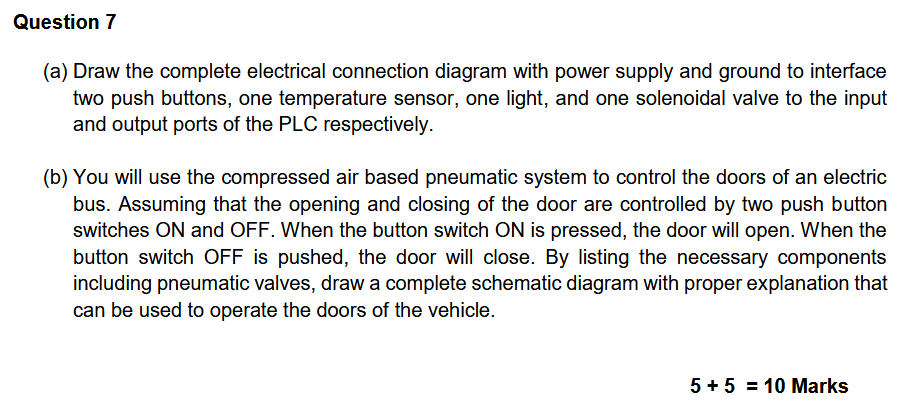 Question 7
(a) Draw the complete electrical connection diagram with power supply and ground to interface
two push buttons, one temperature sensor, one light, and one solenoidal valve to the input
and output ports of the PLC respectively.
(b) You will use the compressed air based pneumatic system to control the doors of an electric
bus. Assuming that the opening and closing of the door are controlled by two push button
switches ON and OFF. When the button switch ON is pressed, the door will open. When the
button switch OFF is pushed, the door will close. By listing the necessary components
including pneumatic valves, draw a complete schematic diagram with proper explanation that
can be used to operate the doors of the vehicle.
5 + 5 = 10 Marks